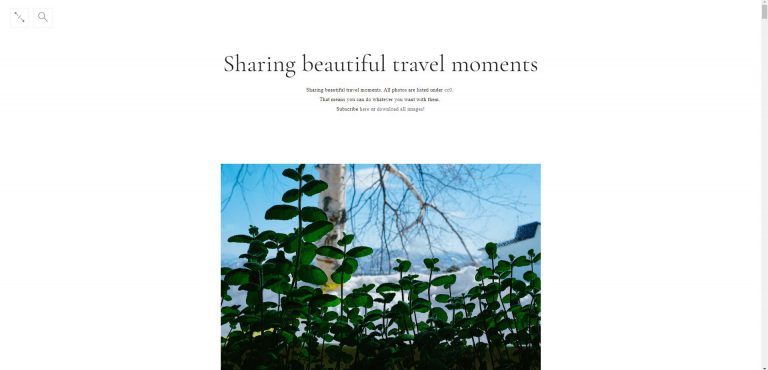 Sharing beautiful travel moments
Sharing beautiful travel moments. All photos are listed under cc0.
That means you can do whatever you want with them.
Subscribe here or download all images!